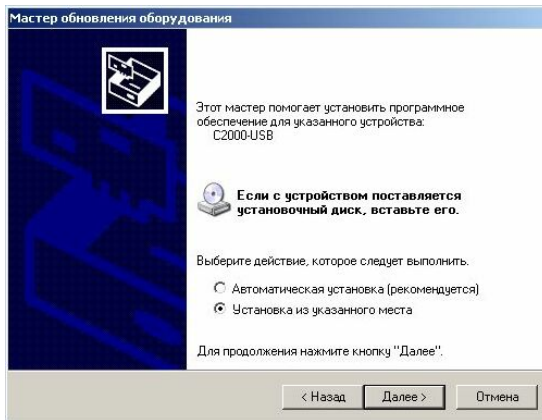 Мастер обновления оборудования
Этот мастер помогает установить программное
обеспечение для указанного устройства:
C2000-USB
Если с устройством поставляется
установочный диск, вставьте его.
Выберите действие, которое следует выполнить.
Автоматическая установка (рекомендуется)
Установка из указанного места
Для продолжения нажмите кнопку "Далее".
< Назад
Далее >
Отмена